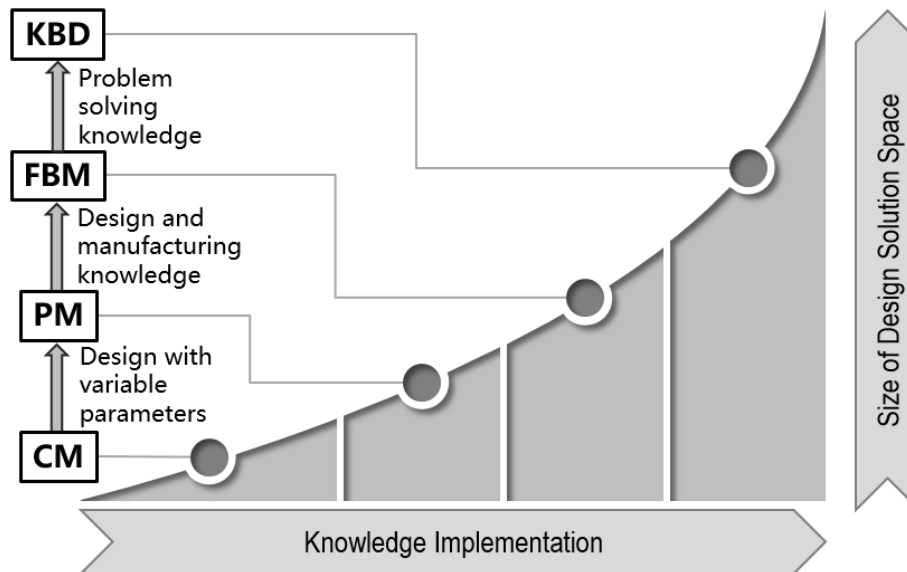 KBD
Problem
solving
knowledge
FBM
Design and
manufacturing
knowledge
PM
Design with
variable
parameters
CM
Knowledge Implementation
Size of Design Solution Space